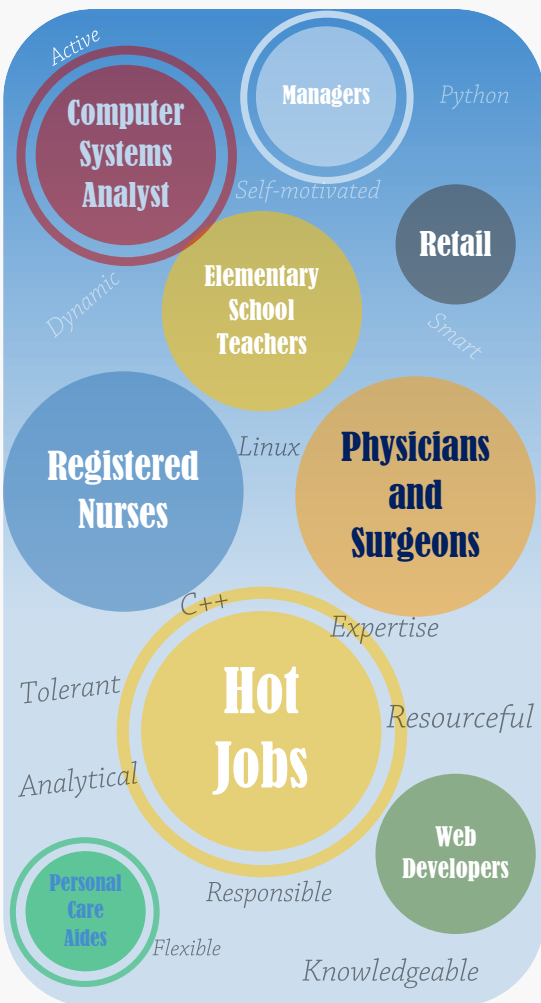 Active
Computer
Systems
Analyst
Managers
Python
Self-motivated
Retail
Elementary
School
Teachers
Dynamic
Smart
Registered
Nurses
Linux
Physicians
and
Surgeons
C++
Expertise
Hot
Jobs
Tolerant
Resourceful
Analytical
Web
Developers
Personal
Care
Aides
Responsible
Flexible
Knowledgeable